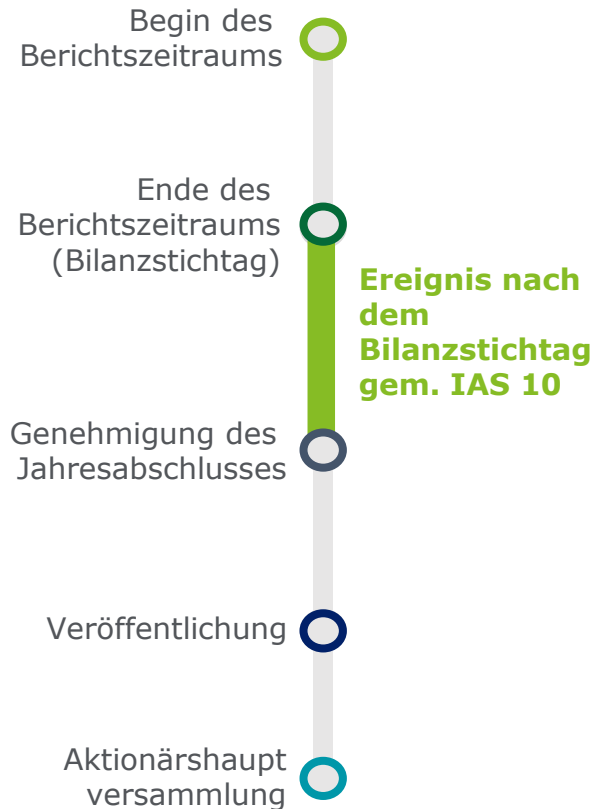 Begin des
Berichtszeitraums
Ende des
Berichtszeitraums
(Bilanzstichtag)
Ereignis nach
dem
Bilanzstichtag
gem. IAS 10
Genehmigung des
Jahresabschlusses
Veröffentlichung
Aktionärshaupt
versammlung